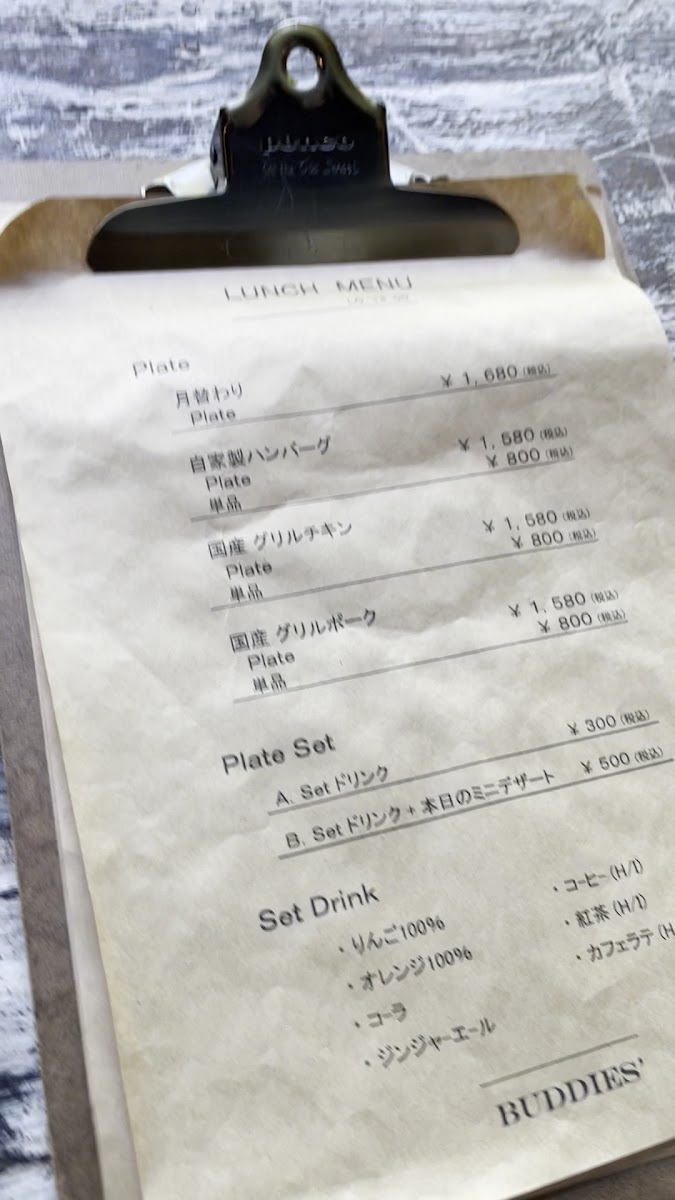 PENCO
LUNCH MENU
Plate
月替わり
Plate ¥ 1,680 (税込)
自家製ハンバーグ
Plate ¥ 1,580 (税込)
単品 ¥ 800 (税込)
国産 グリルチキン
Plate ¥ 1,580 (税込)
単品 ¥ 800 (税込)
国産 グリルポーク
Plate ¥ 1,580 (税込)
単品 ¥ 800 (税込)
Plate Set
A. Set ドリンク ¥ 300 (税込)
B. Set ドリンク + 本日のミニデザート ¥ 500 (税込)
Set Drink
・りんご100% ・コーヒー(H/I)
・オレンジ100% ・紅茶 (H/I)
・コーラ ・カフェラテ (H
・ジンジャーエール
BUDDIES'